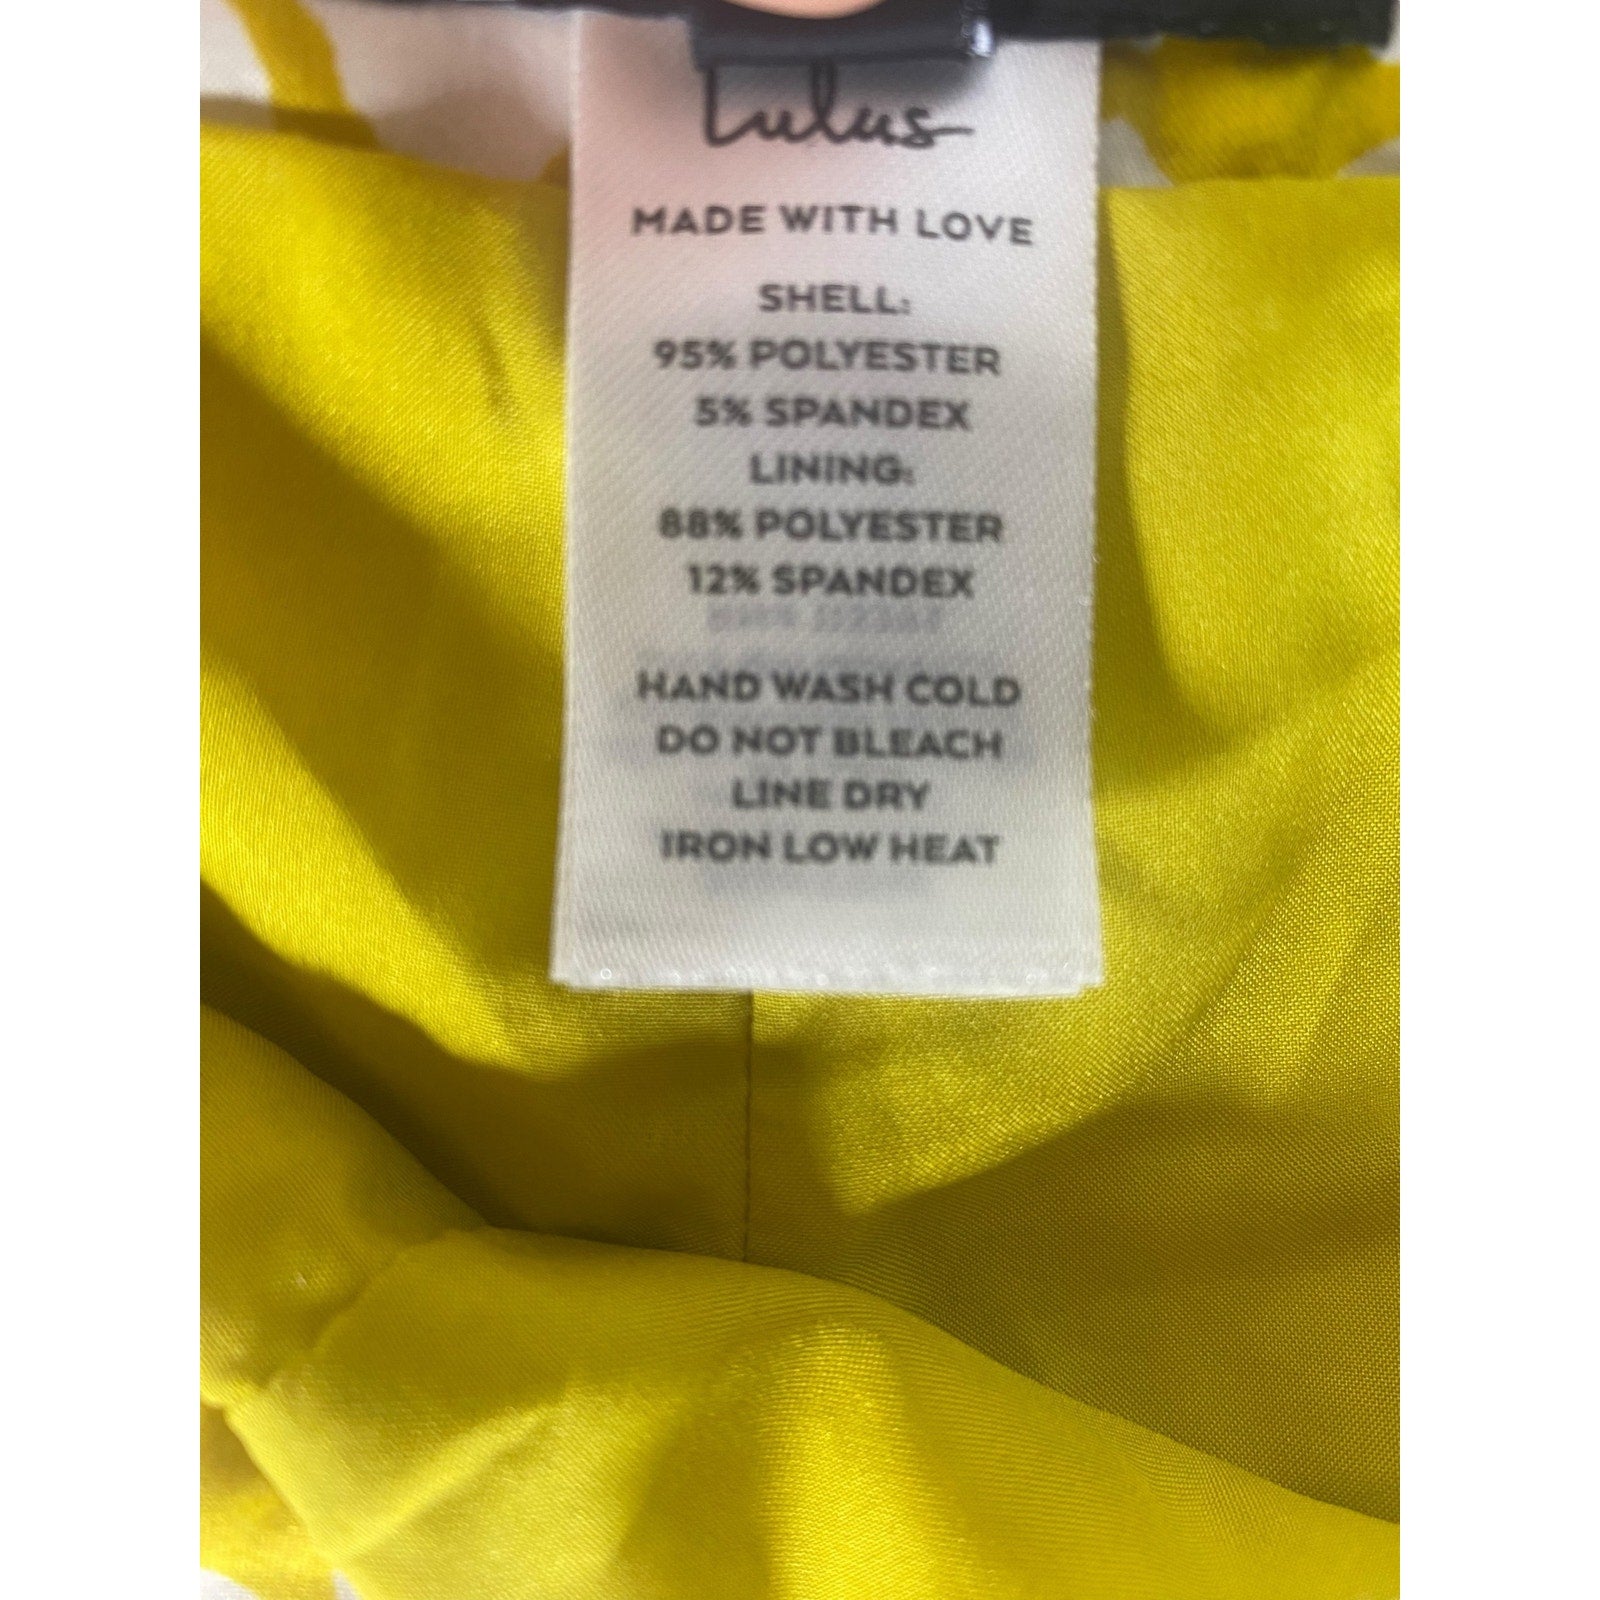 Lulus
MADE WITH LOVE
SHELL:
95% POLYESTER
5% SPANDEX
LINING:
88% POLYESTER
12% SPANDEX
HAND WASH COLD
DO NOT BLEACH
LINE DRY
IRON LOW HEAT